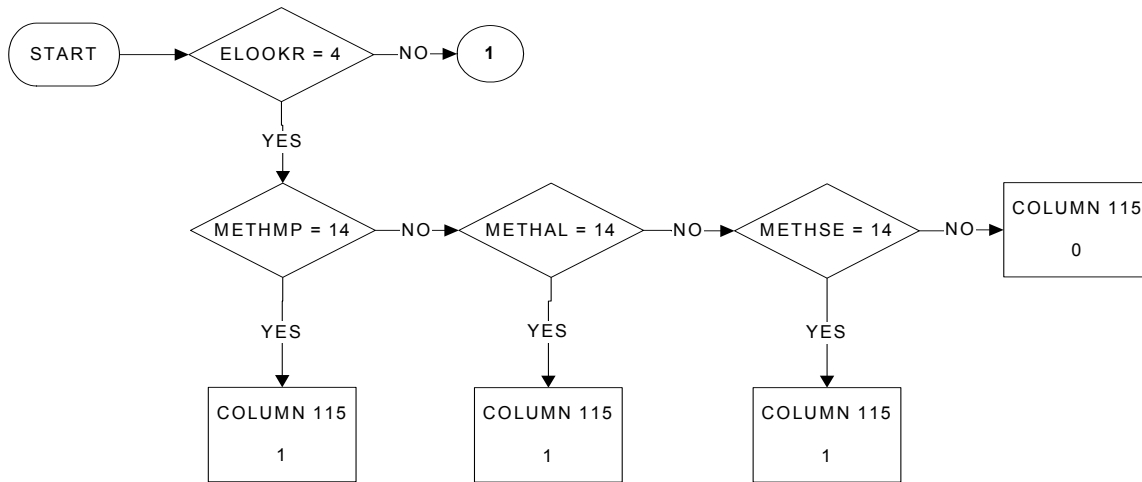 START
ELOOKR = 4
NO
1
YES
METHMP = 14
NO
METHAL = 14
NO
METHSE = 14
NO
COLUMN 115
0
YES
YES
YES
COLUMN 115
1
COLUMN 115
1
COLUMN 115
1